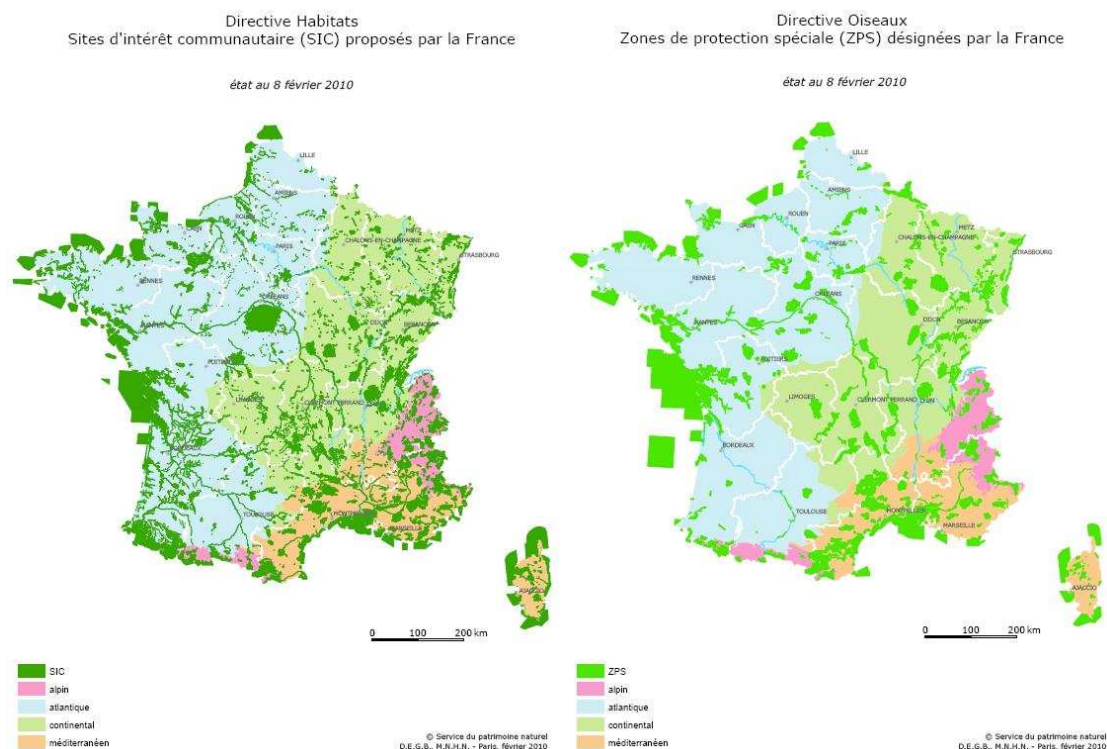 Directive Habitats
Sites d'intérêt communautaire (SIC) proposés par la France
état au 8 février 2010
LILLE
AMIENS
ROUEN
METZ
CHALONS-EN-CHAMPAGNE
PARIS
STRASBOURG
RENNES
ORLEANS
NANTES
DIJON
BESANCON
POITIERS
LIMOGES
CLERMONT FERRAND
TOULOUSE
MONTPELLIER
MARSEILLE
AJACCIO
0 100 200 km
SIC
alpin
atlantique
continental
méditerranéen
© Service du patrimoine naturel
D.E.G.B., M.N.H.N. - Paris, février 2010
Directive Oiseaux
Zones de protection spéciale (ZPS) désignées par la France
état au 8 février 2010
LILLE
AMIENS
ROUEN
CAEN
METZ
CHALONS-EN-CHAMPAGNE
PARIS
STRASBOURG
RENNES
ORLEANS
NANTES
DIJON
BESANCON
POITIERS
LIMOGES
CLERMONT FERRAND
BORDEAUX
TOULOUSE
MONTPELLIER
MARSEILLE
AJACCIO
0 100 200 km
ZPS
alpin
atlantique
continental
méditerranéen
© Service du patrimoine naturel
D.E.G.B., M.N.H.N. - Paris, février 2010